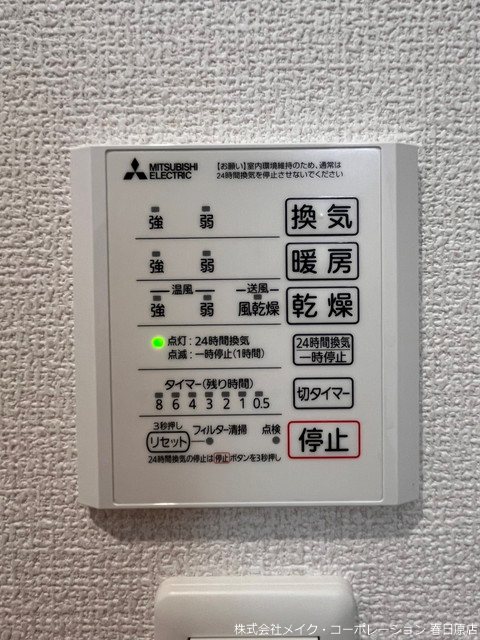 MITSUBISHI
ELECTRIC
【お願い】室内環境維持のため、通常は
24時間換気を停止させないでください
強 弱 換気
強 弱 暖房
温風 送風
強 弱 風乾燥 乾燥
点灯:24時間換気
点滅:一時停止(1時間)
24時間換気
一時停止
タイマー(残り時間)
8 6 4 3 2 1 0.5
切タイマー
3秒押し
リセット フィルター清掃 点検
停止
24時間換気の停止は停止ボタンを3秒押し
株式会社メイク・コーポレーション 春日原店